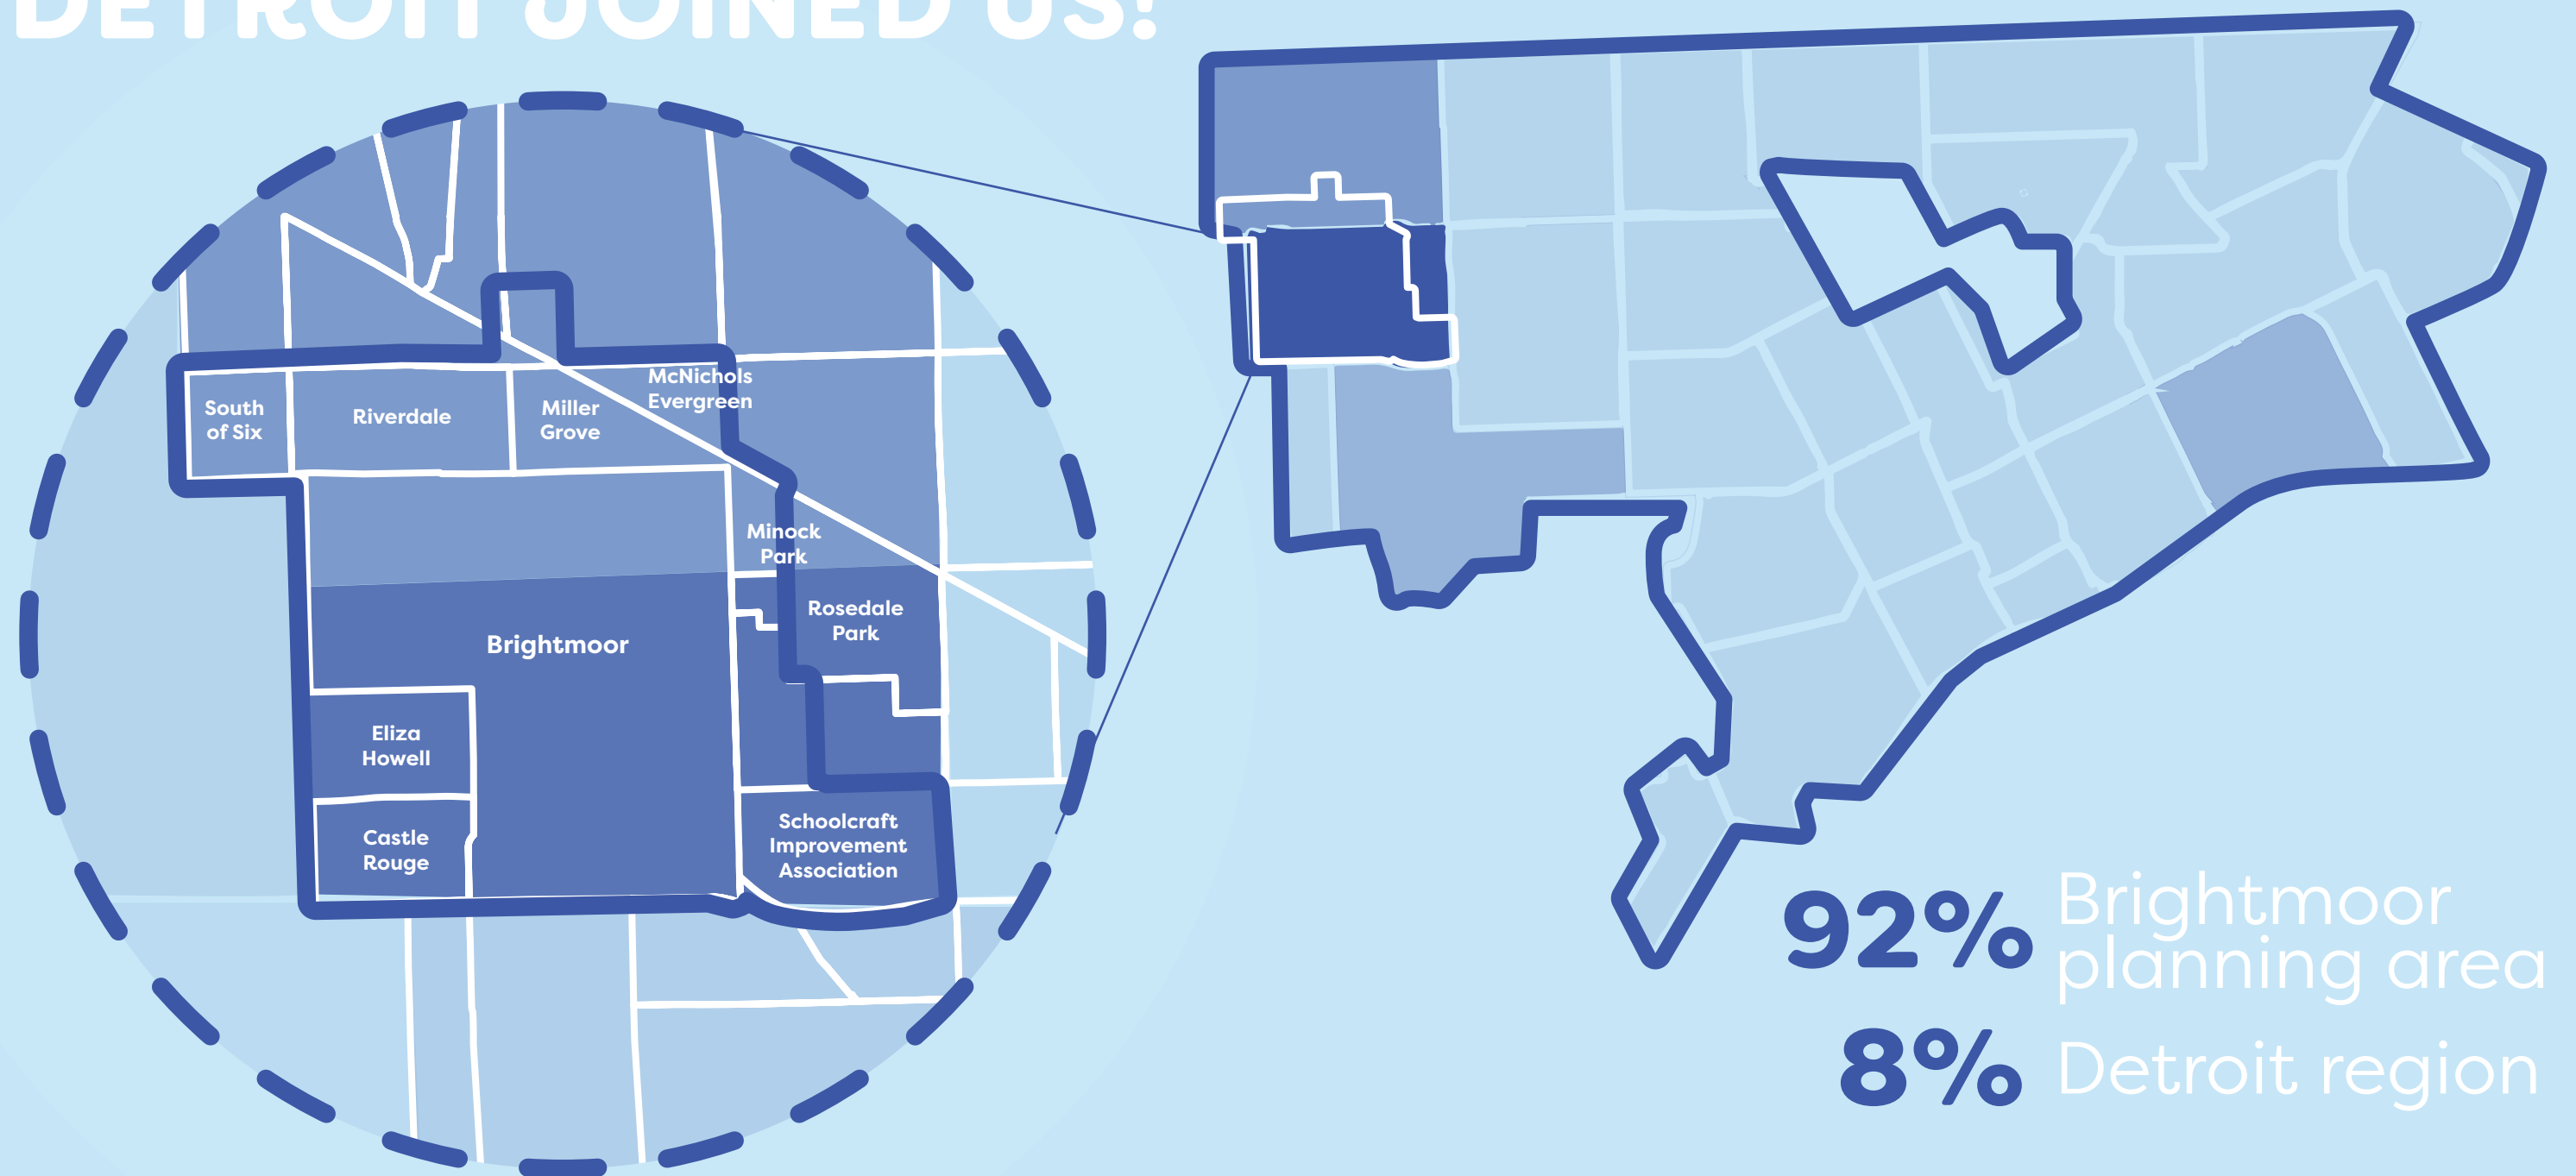 DETROIT JOINED US!
McNichols
Evergreen
South
of Six
Riverdale
Miller
Grove
Minock
Park
Rosedale
Park
Brightmoor
Eliza
Howell
Castle
Rouge
Schoolcraft
Improvement
Association
92% Brightmoor
planning area
8% Detroit region